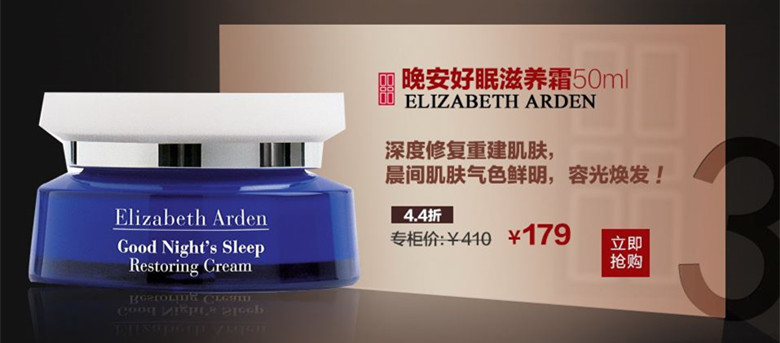 Elizabeth Arden
Good Night's Sleep
Restoring Cream
晚安好眠滋养霜50ml
ELIZABETH ARDEN
深度修复重建肌肤，
晨间肌肤气色鲜明，容光焕发！
4.4折
专柜价:￥410 ￥179
立即
抢购
3